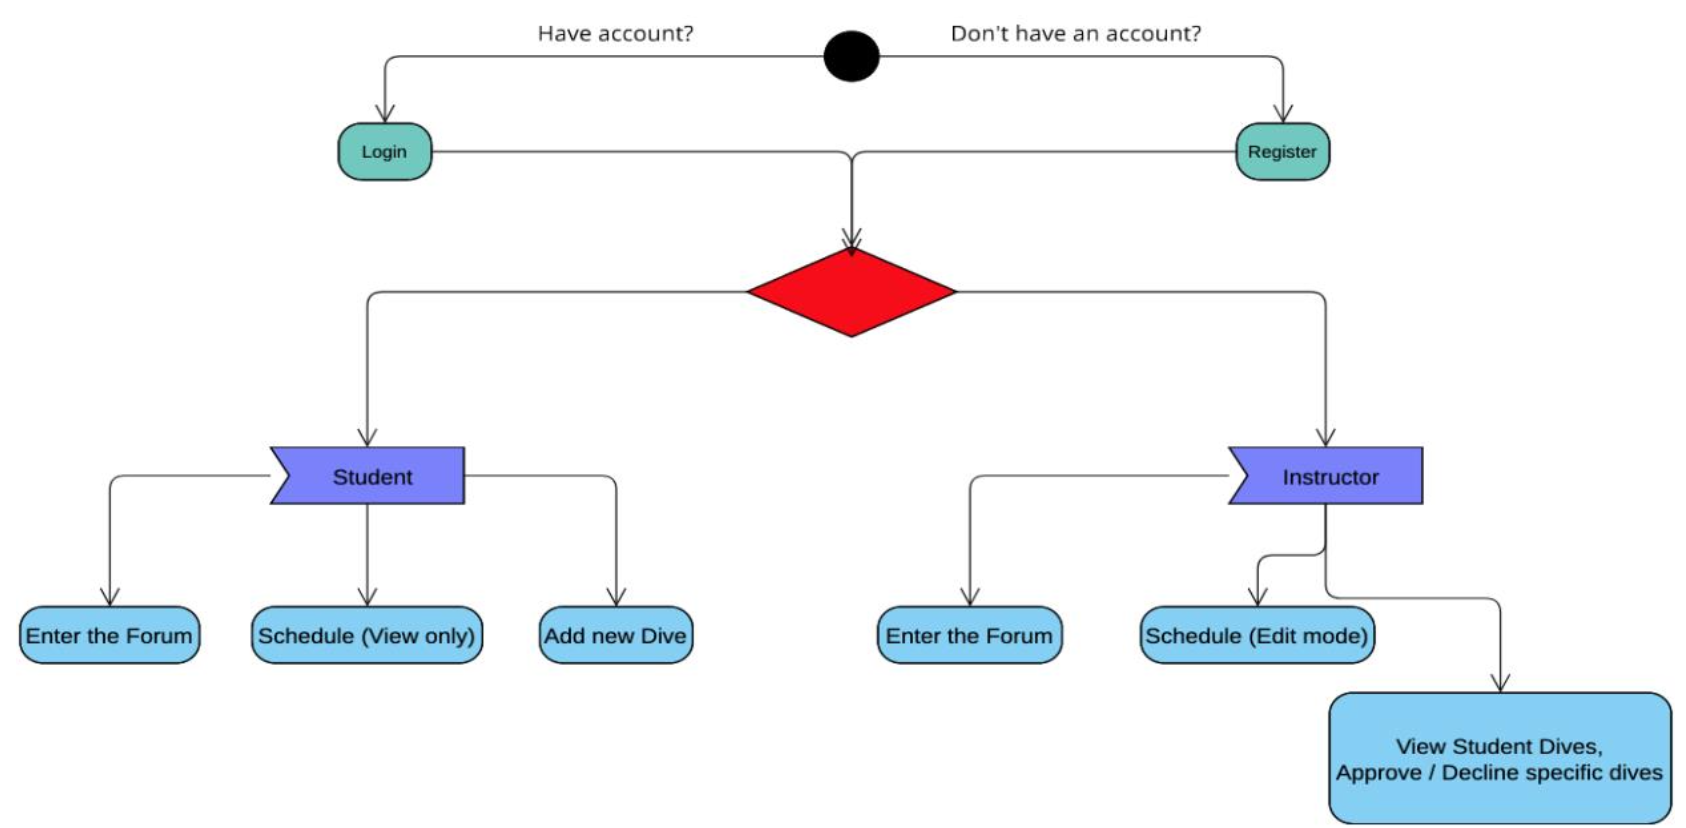 Have account?
Don't have an account?
Login
Register
Student
Instructor
Enter the Forum
Schedule (View only)
Add new Dive
Enter the Forum
Schedule (Edit mode)
View Student Dives,
Approve / Decline specific dives